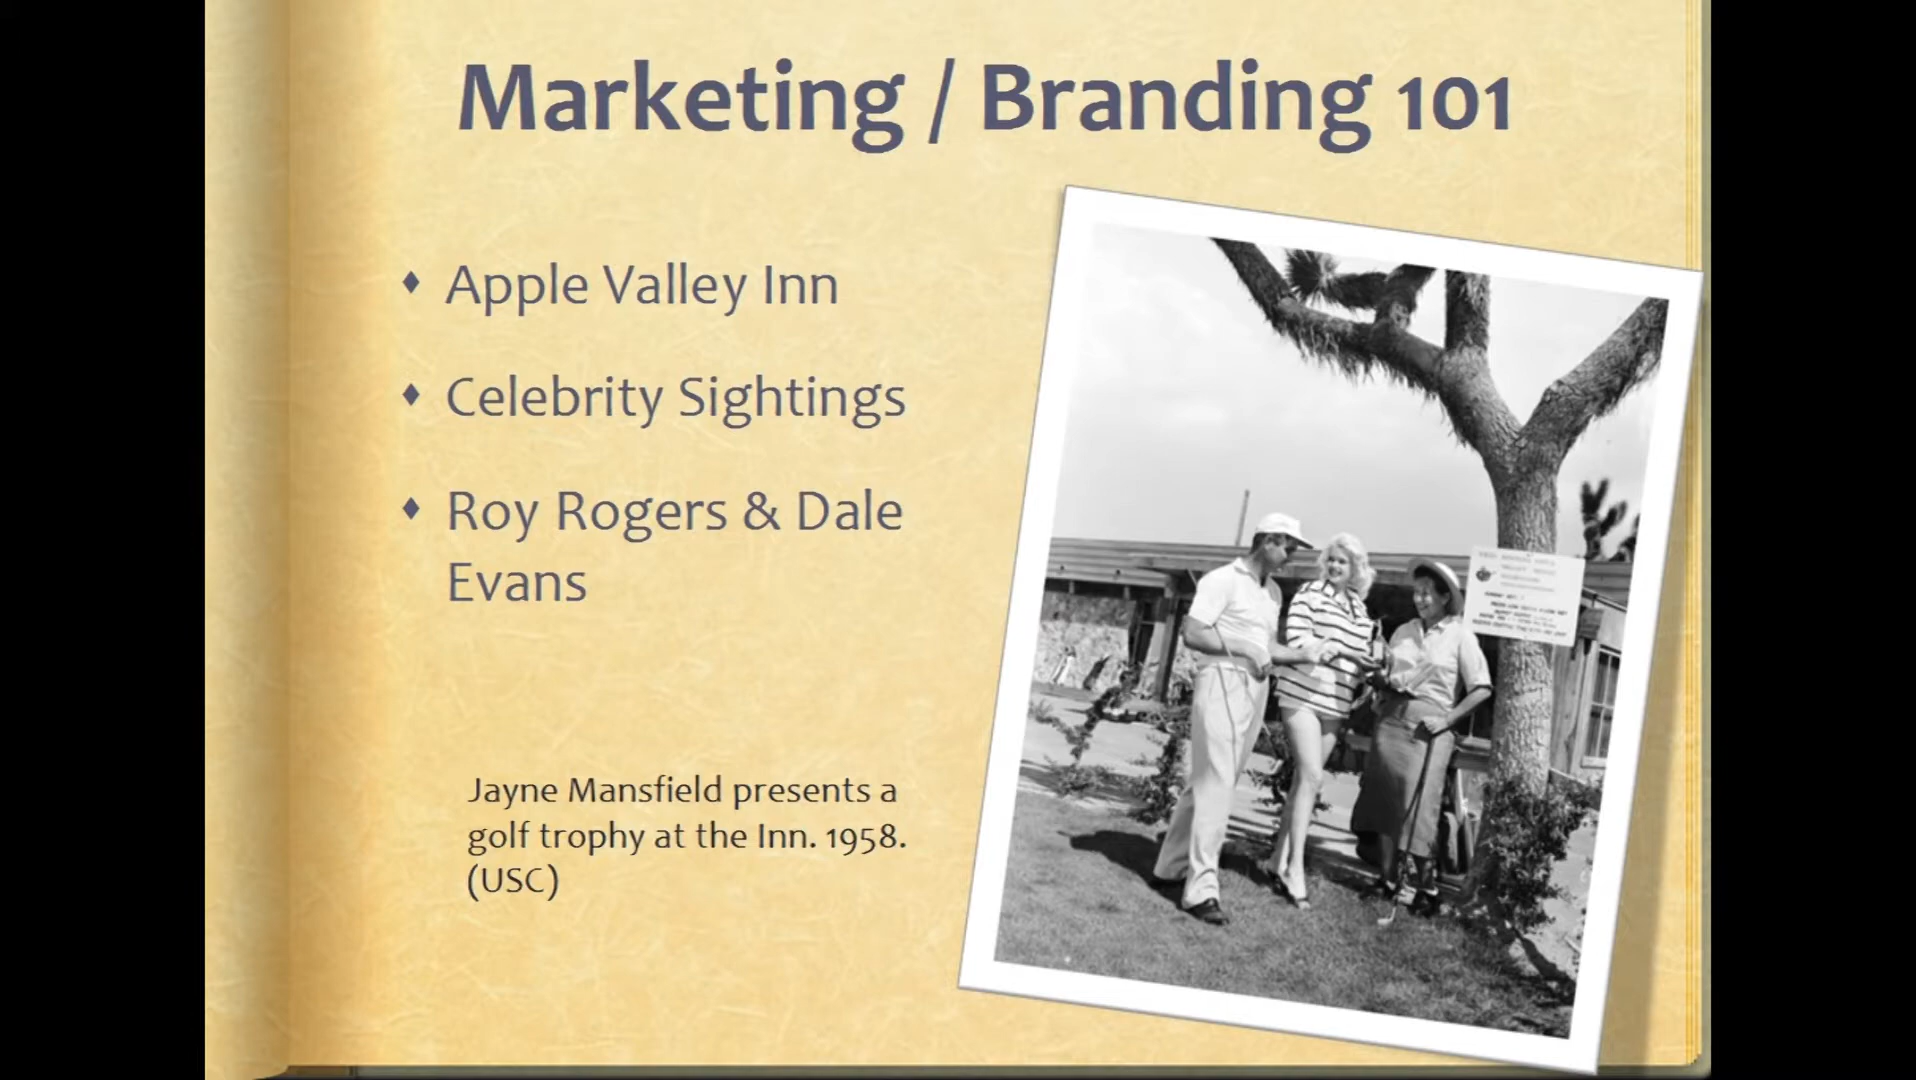 Marketing / Branding 101
Apple Valley Inn
Celebrity Sightings
Roy Rogers & Dale
Evans
Jayne Mansfield presents a
golf trophy at the Inn. 1958.
(USC)